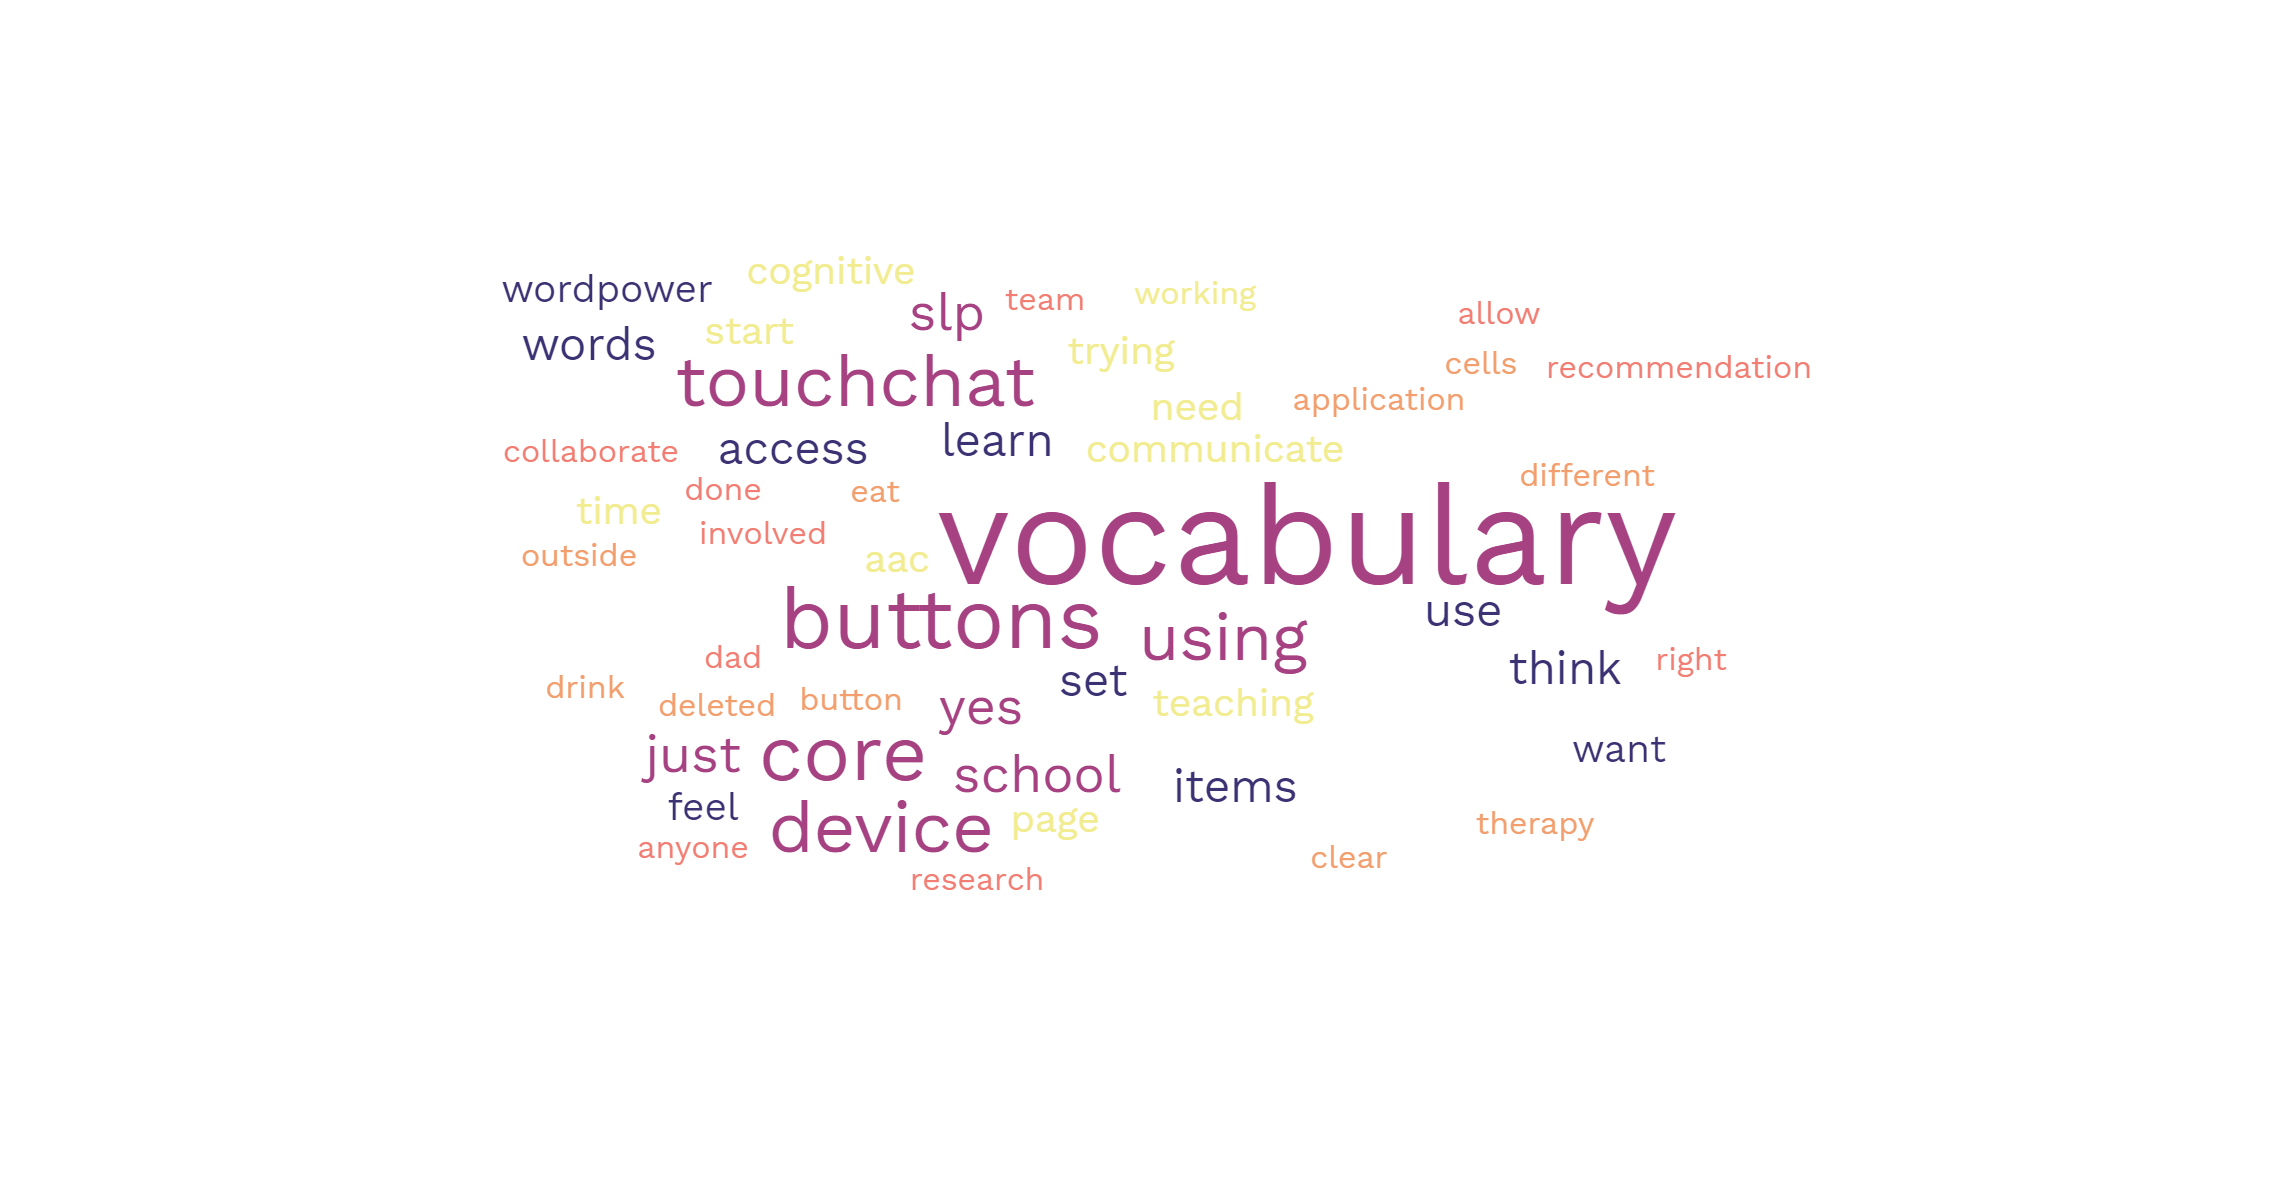 cognitive
wordpower
working
team
slp
allow
start
words
trying
cells
recommendation
touchchat
application
need
learn
access
communicate
collaborate
different
done
eat
time
vocabulary
involved
outside
aac
use
buttons
using
dad
right
think
set
drink
button
teaching
deleted
yes
want
just
core
school
items
feel
page
therapy
device
anyone
clear
research